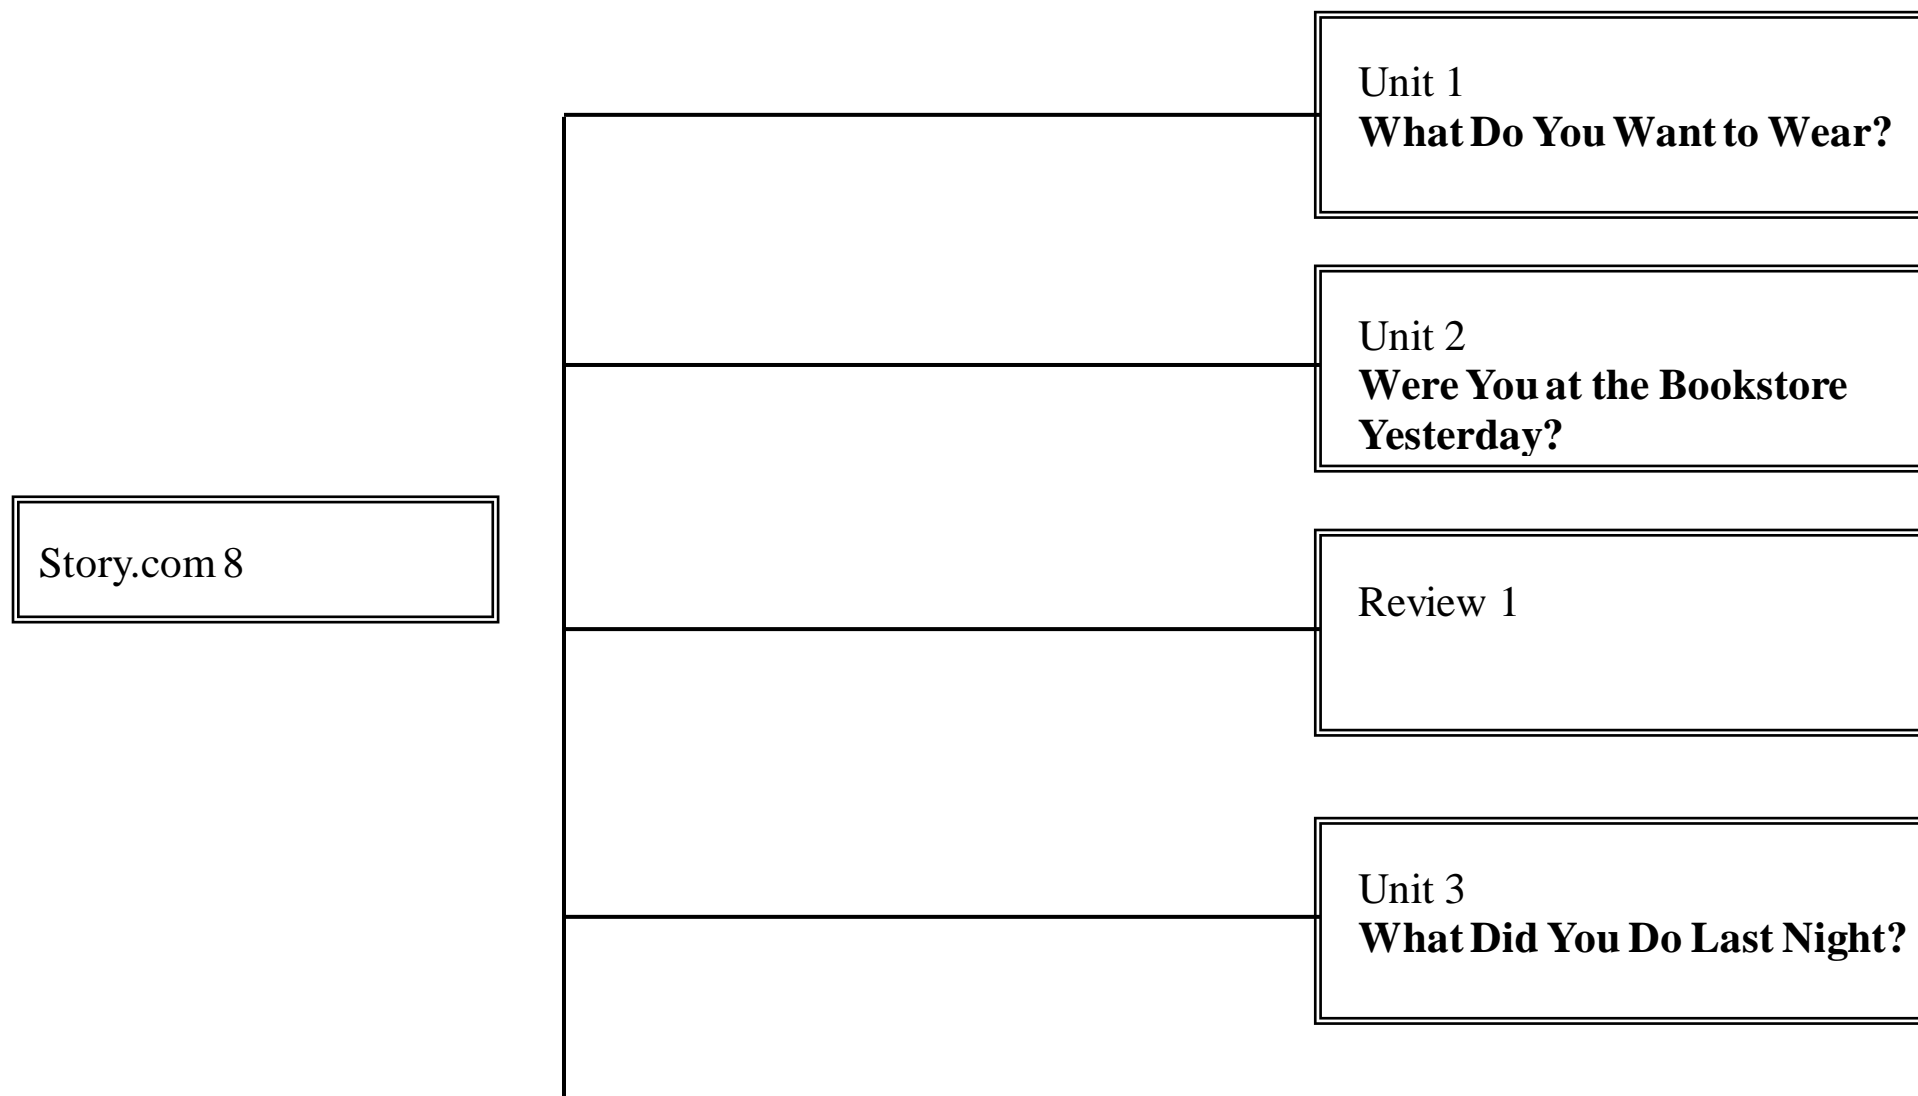 Unit 1
What Do You Want to Wear?
Unit 2
Were You at the Bookstore
Yesterday?
Story.com 8
Review 1
Unit 3
What Did You Do Last Night?